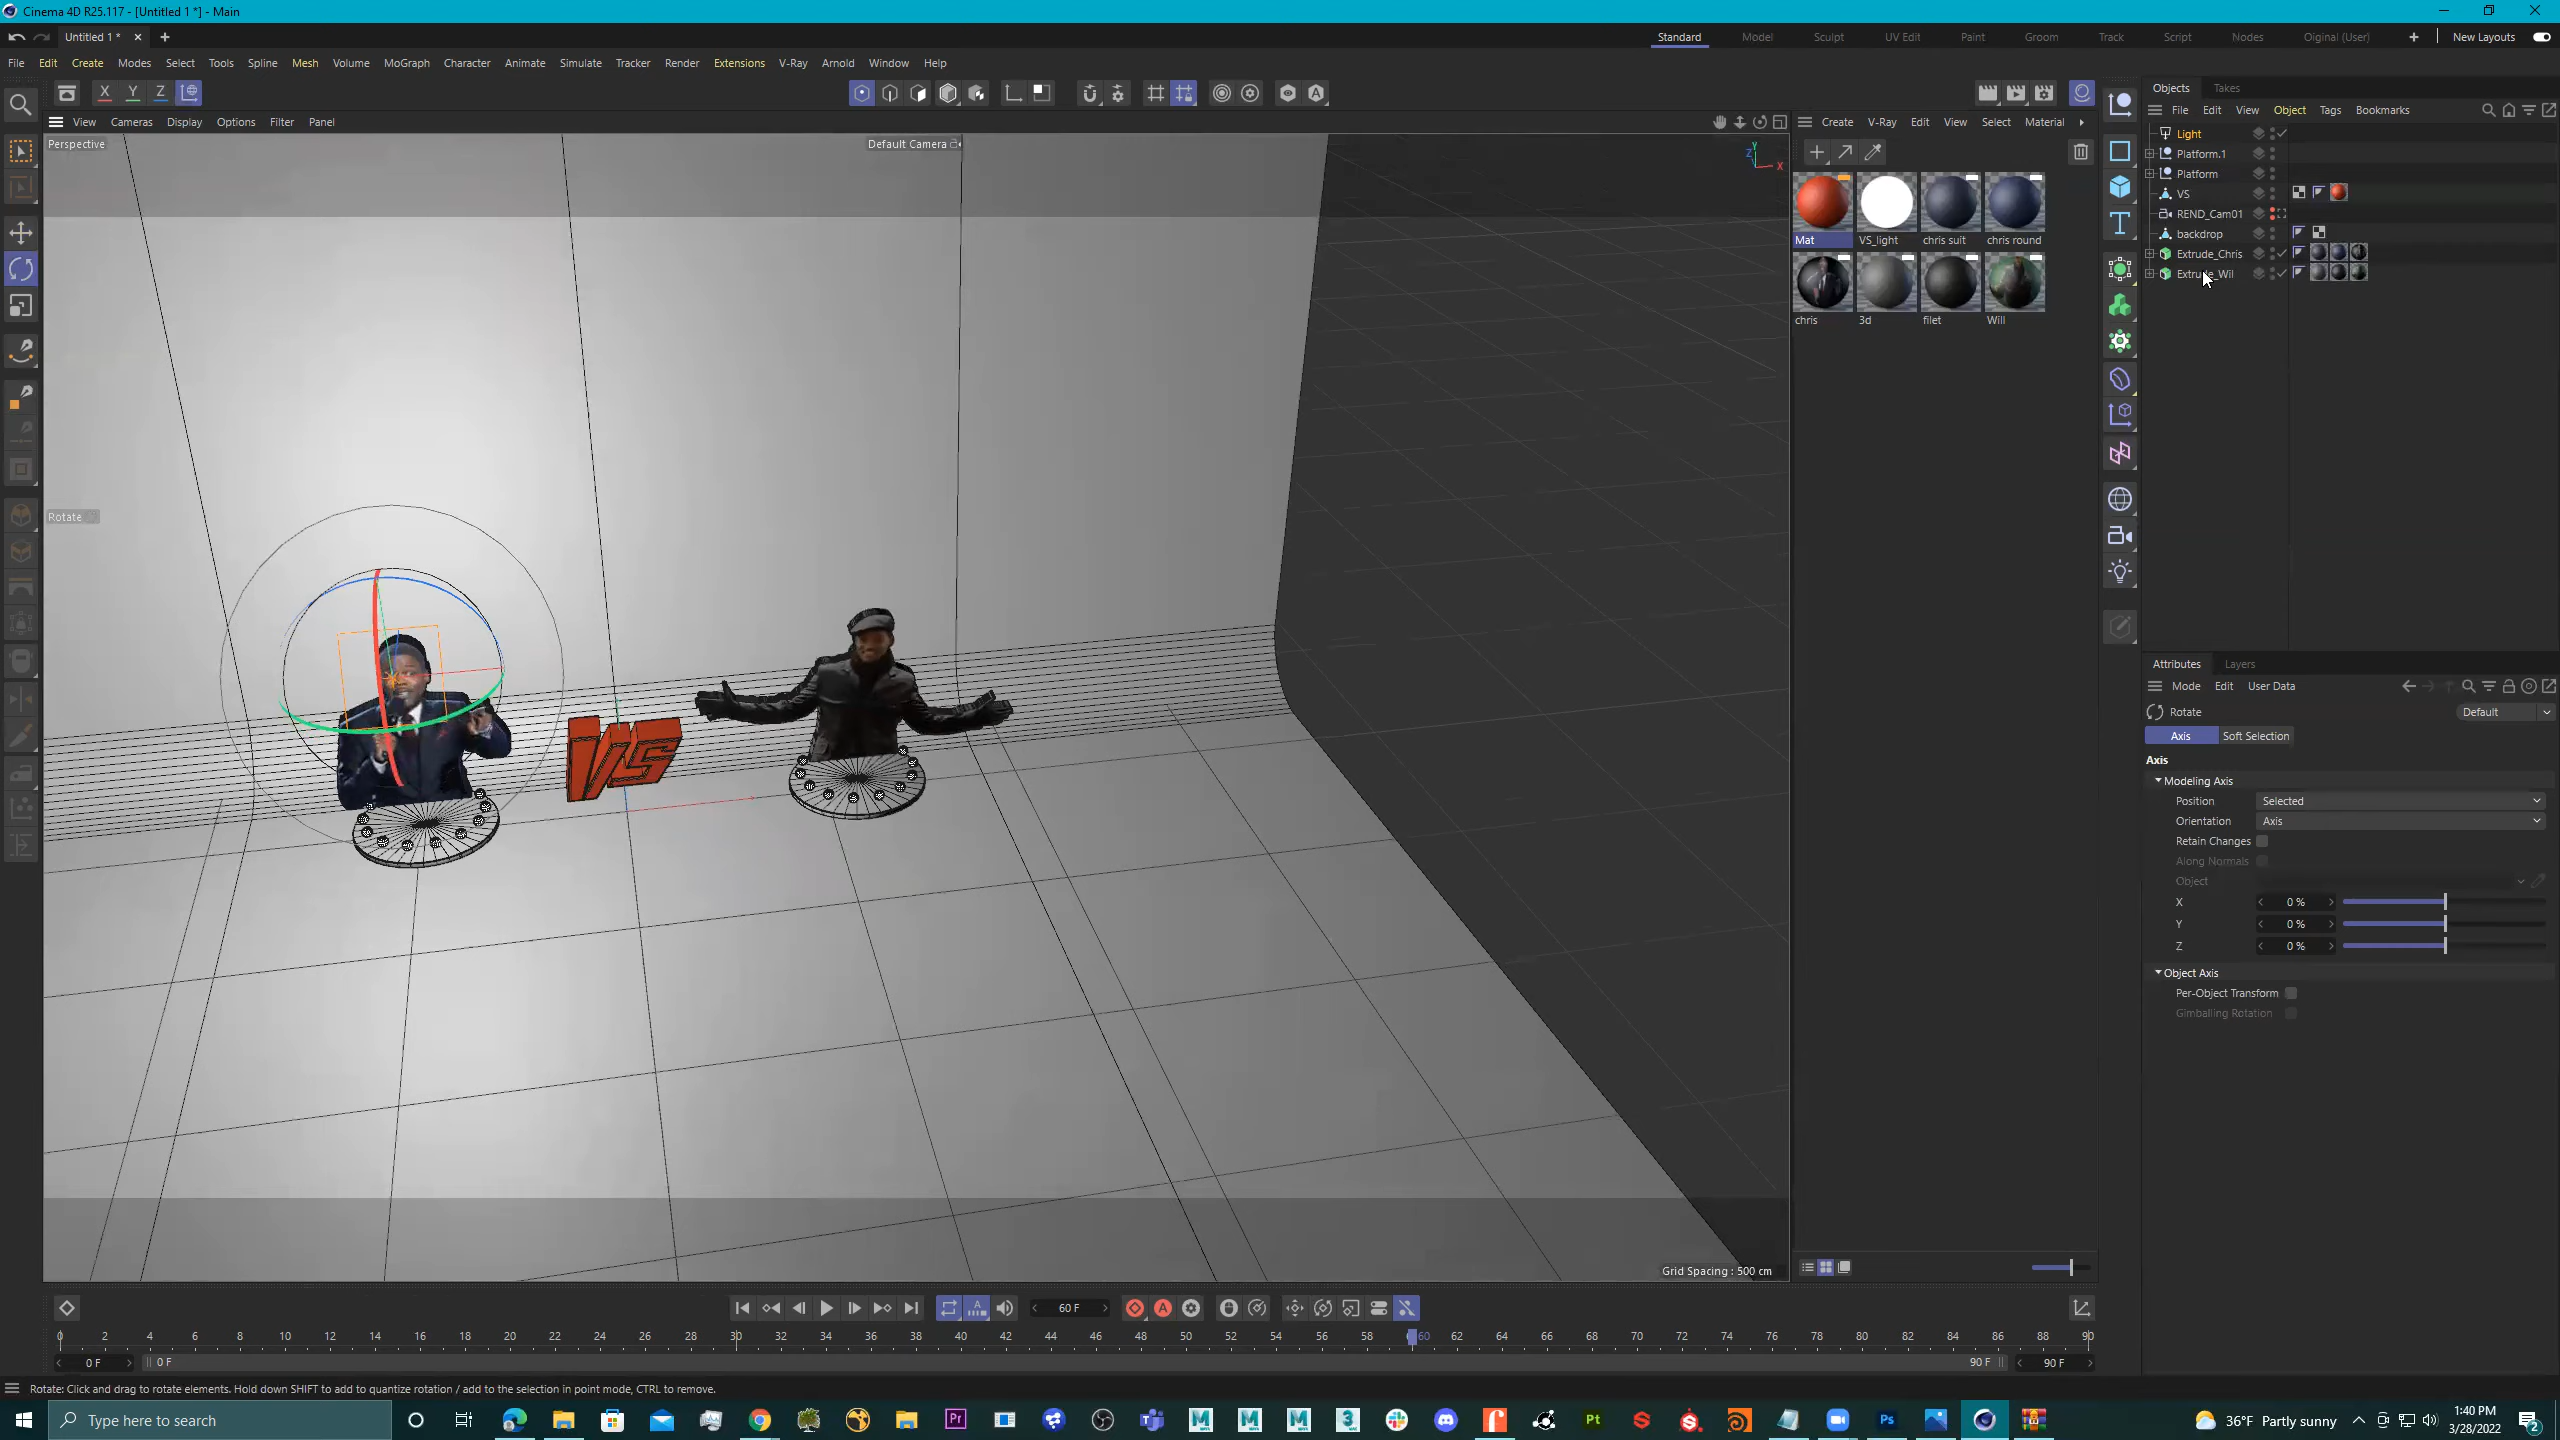 Cinema 4D R25.117 - [Untitled 1 *] - Main
Untitled 1 *
Standard Model Sculpt UV Edit Paint Groom Track Script Nodes Oiginal (User) New Layouts
File Edit Create Modes Select Tools Spline Mesh Volume MoGraph Character Animate Simulate Tracker Render Extensions V-Ray Arnold Window Help
X Y Z
View Cameras Display Options Filter Panel
Perspective
Default Camera
Y
Z
X
Rotate
VS
Grid Spacing : 500 cm
Create V-Ray Edit View Select Material
Mat VS_light chris suit chris round
chris 3d filet Will
Objects Takes
File Edit View Object Tags Bookmarks
Light
Platform.1
Platform
VS
REND_Cam01
backdrop
Extrude_Chris
Extrude_Wil
Attributes Layers
Mode Edit User Data
Rotate Default
Axis Soft Selection
Axis
Modeling Axis
Position Selected
Orientation Axis
Retain Changes
Along Normals
Object
X 0 %
Y 0 %
Z 0 %
Object Axis
Per-Object Transform
Gimballing Rotation
60 F
0 2 4 6 8 10 12 14 16 18 20 22 24 26 28 30 32 34 36 38 40 42 44 46 48 50 52 54 56 58 60 62 64 66 68 70 72 74 76 78 80 82 84 86 88 90
0 F 0 F 90 F 90 F
Rotate: Click and drag to rotate elements. Hold down SHIFT to add to quantize rotation / add to the selection in point mode, CTRL to remove.
Type here to search
Pr
Pt
Ps
36°F Partly sunny
1:40 PM
3/28/2022
2